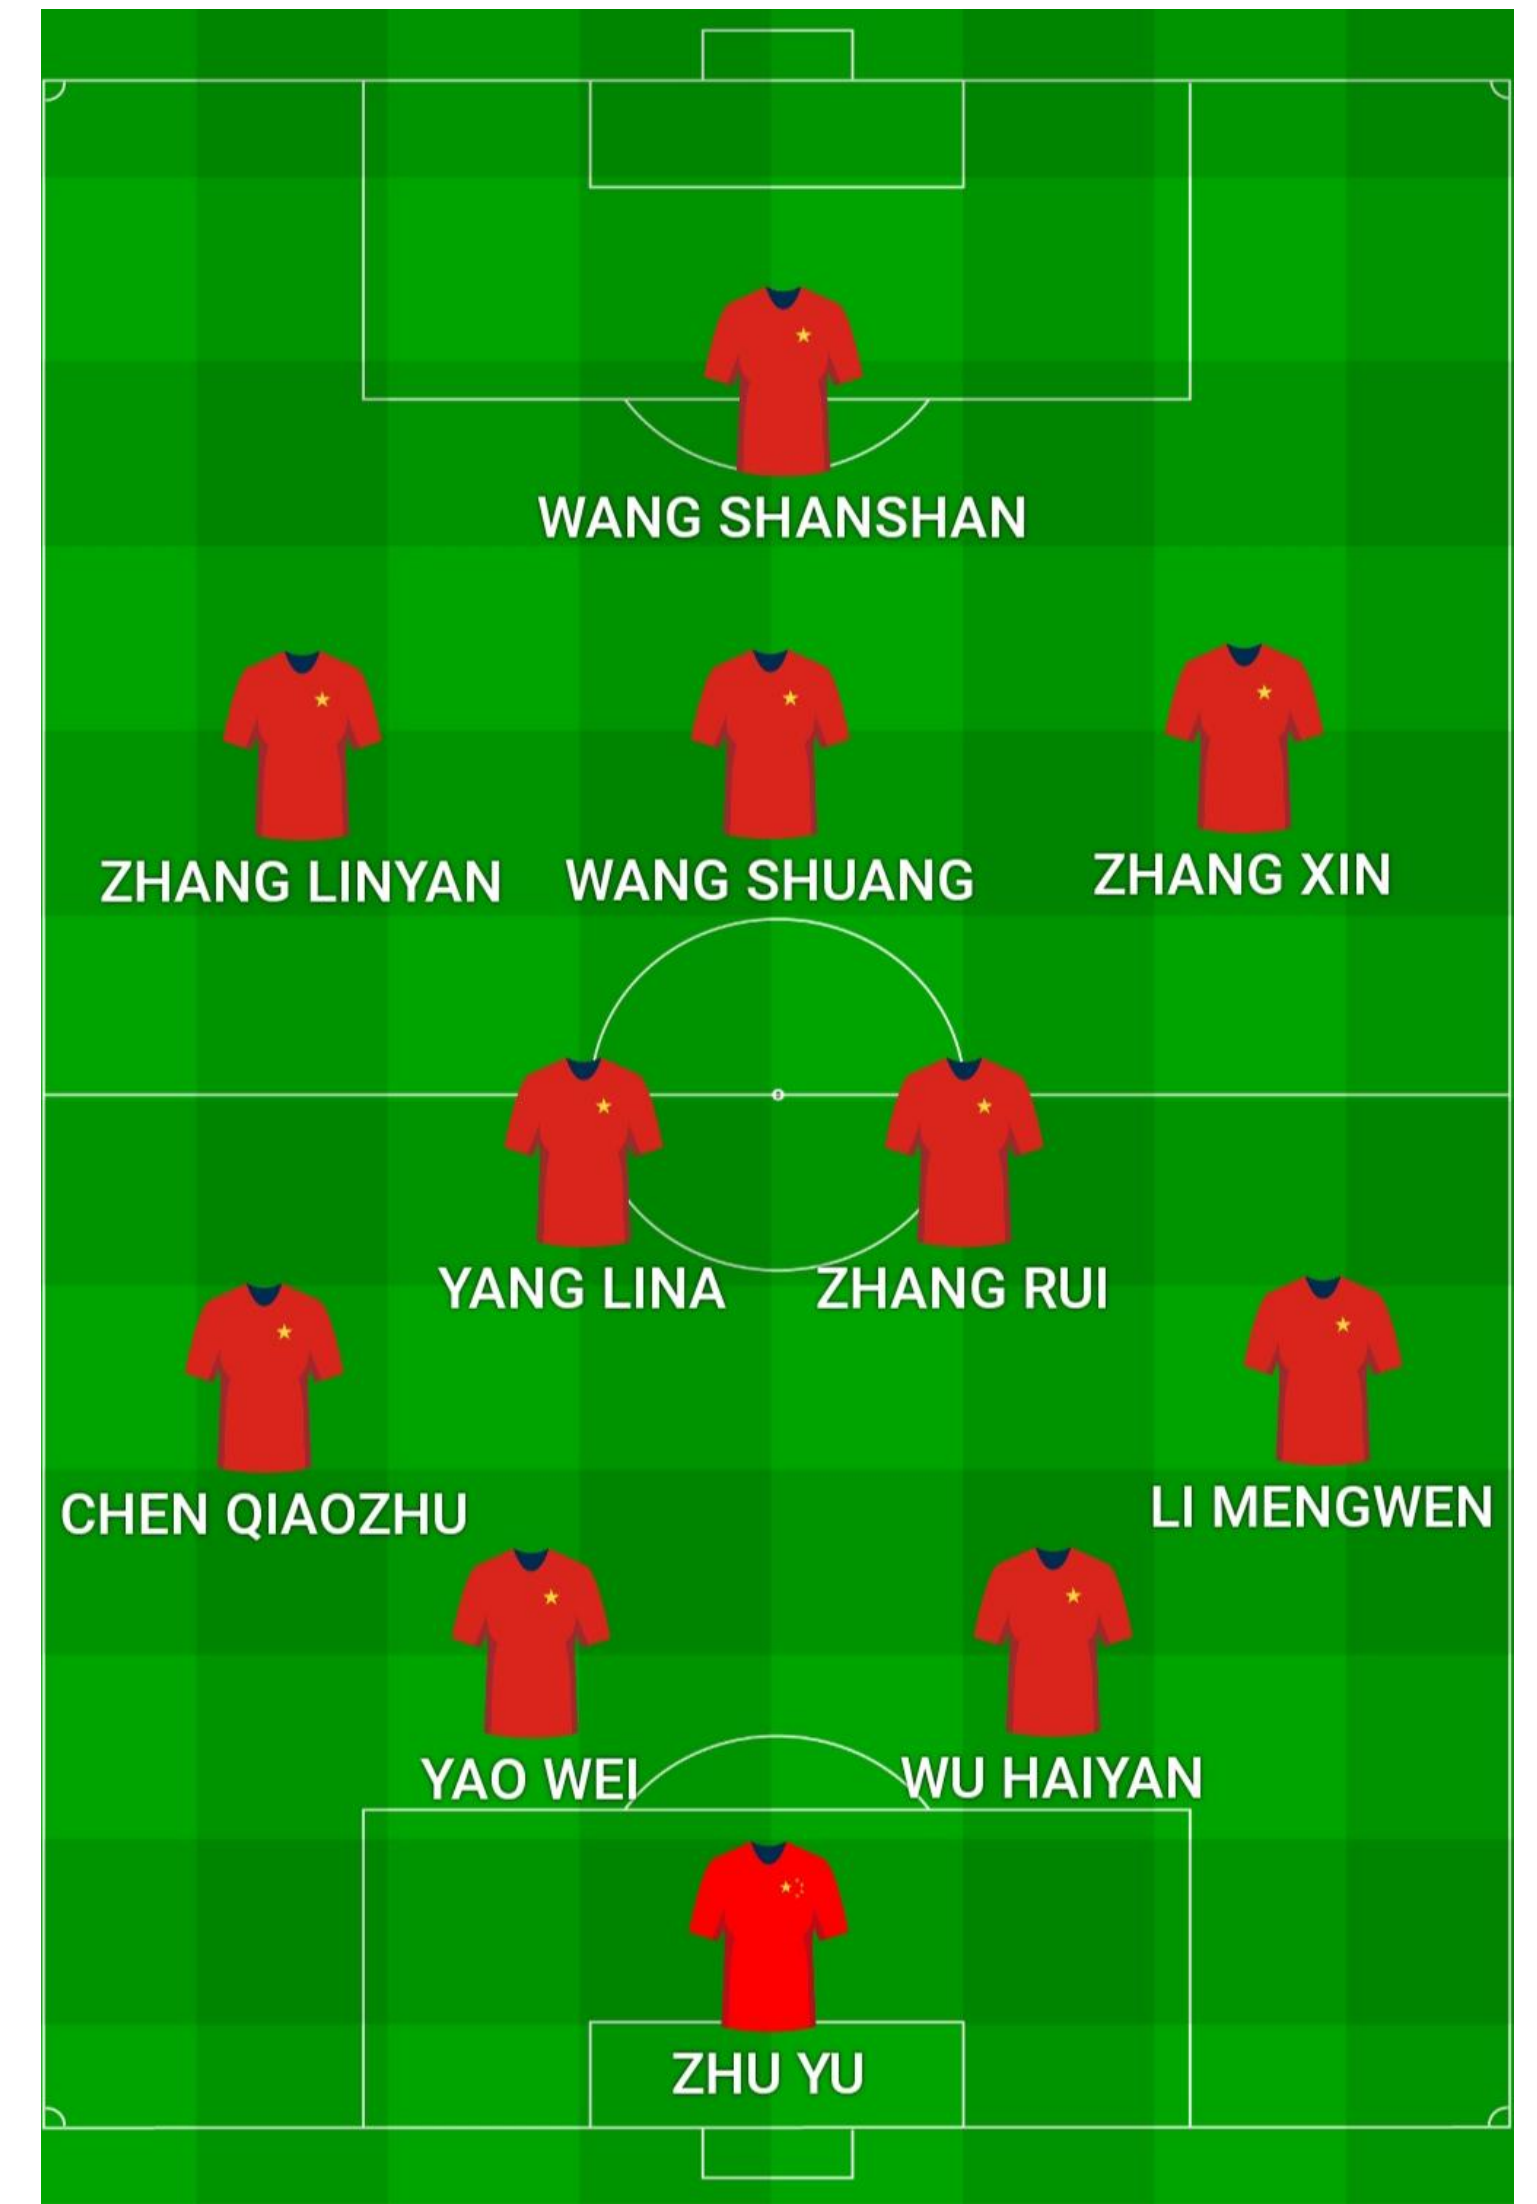 WANG SHANSHAN
ZHANG LINYAN
WANG SHUANG
ZHANG XIN
YANG LINA
ZHANG RUI
CHEN QIAOZHU
LI MENGWEN
YAO WEI
WU HAIYAN
ZHU YU